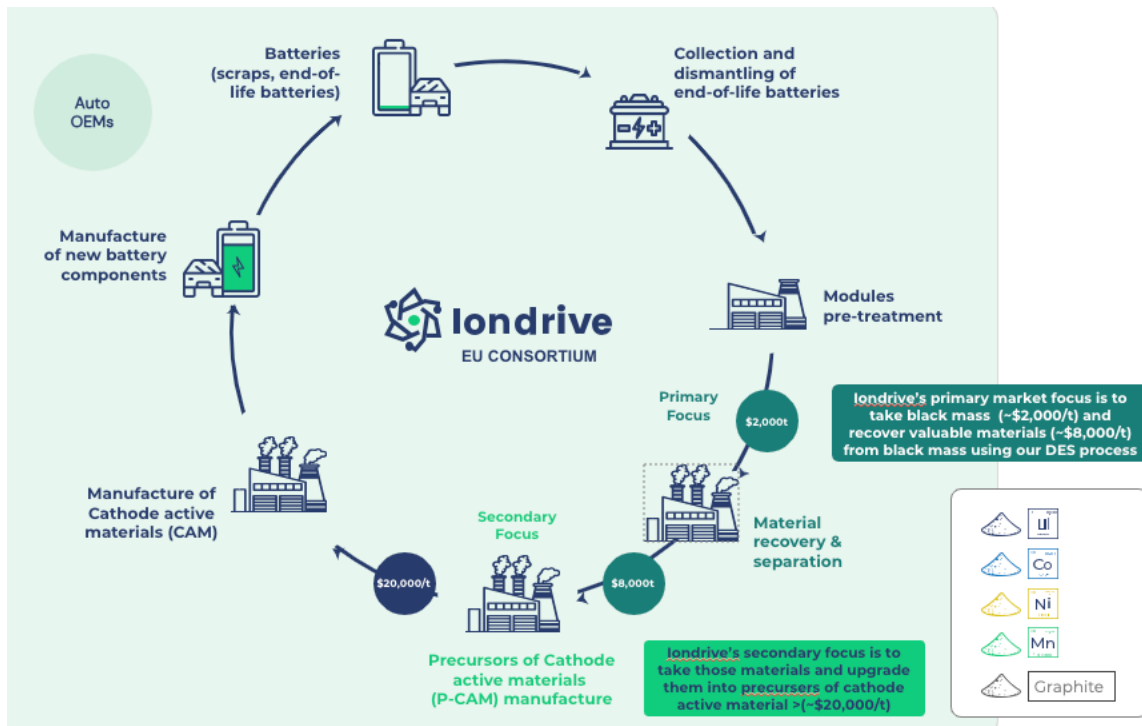 Auto
OEMs
Batteries
(scraps, end-of-
life batteries)
Collection and
dismantling of
end-of-life batteries
Manufacture
of new battery
components
Modules
pre-treatment
Iondrive
EU CONSORTIUM
Primary
Focus
$2,000t
Iondrive's primary market focus is to
take black mass (~$2,000/t) and
recover valuable materials (~$8,000/t)
from black mass using our DES process
Manufacture of
Cathode active
materials (CAM)
Secondary
Focus
Material
recovery &
separation
$20,000/t
$8,000t
Precursors of Cathode
active materials
(P-CAM) manufacture
Iondrive's secondary focus is to
take those materials and upgrade
them into precursers of cathode
active material >(~$20,000/t)
Co
Ni
Mn
Graphite